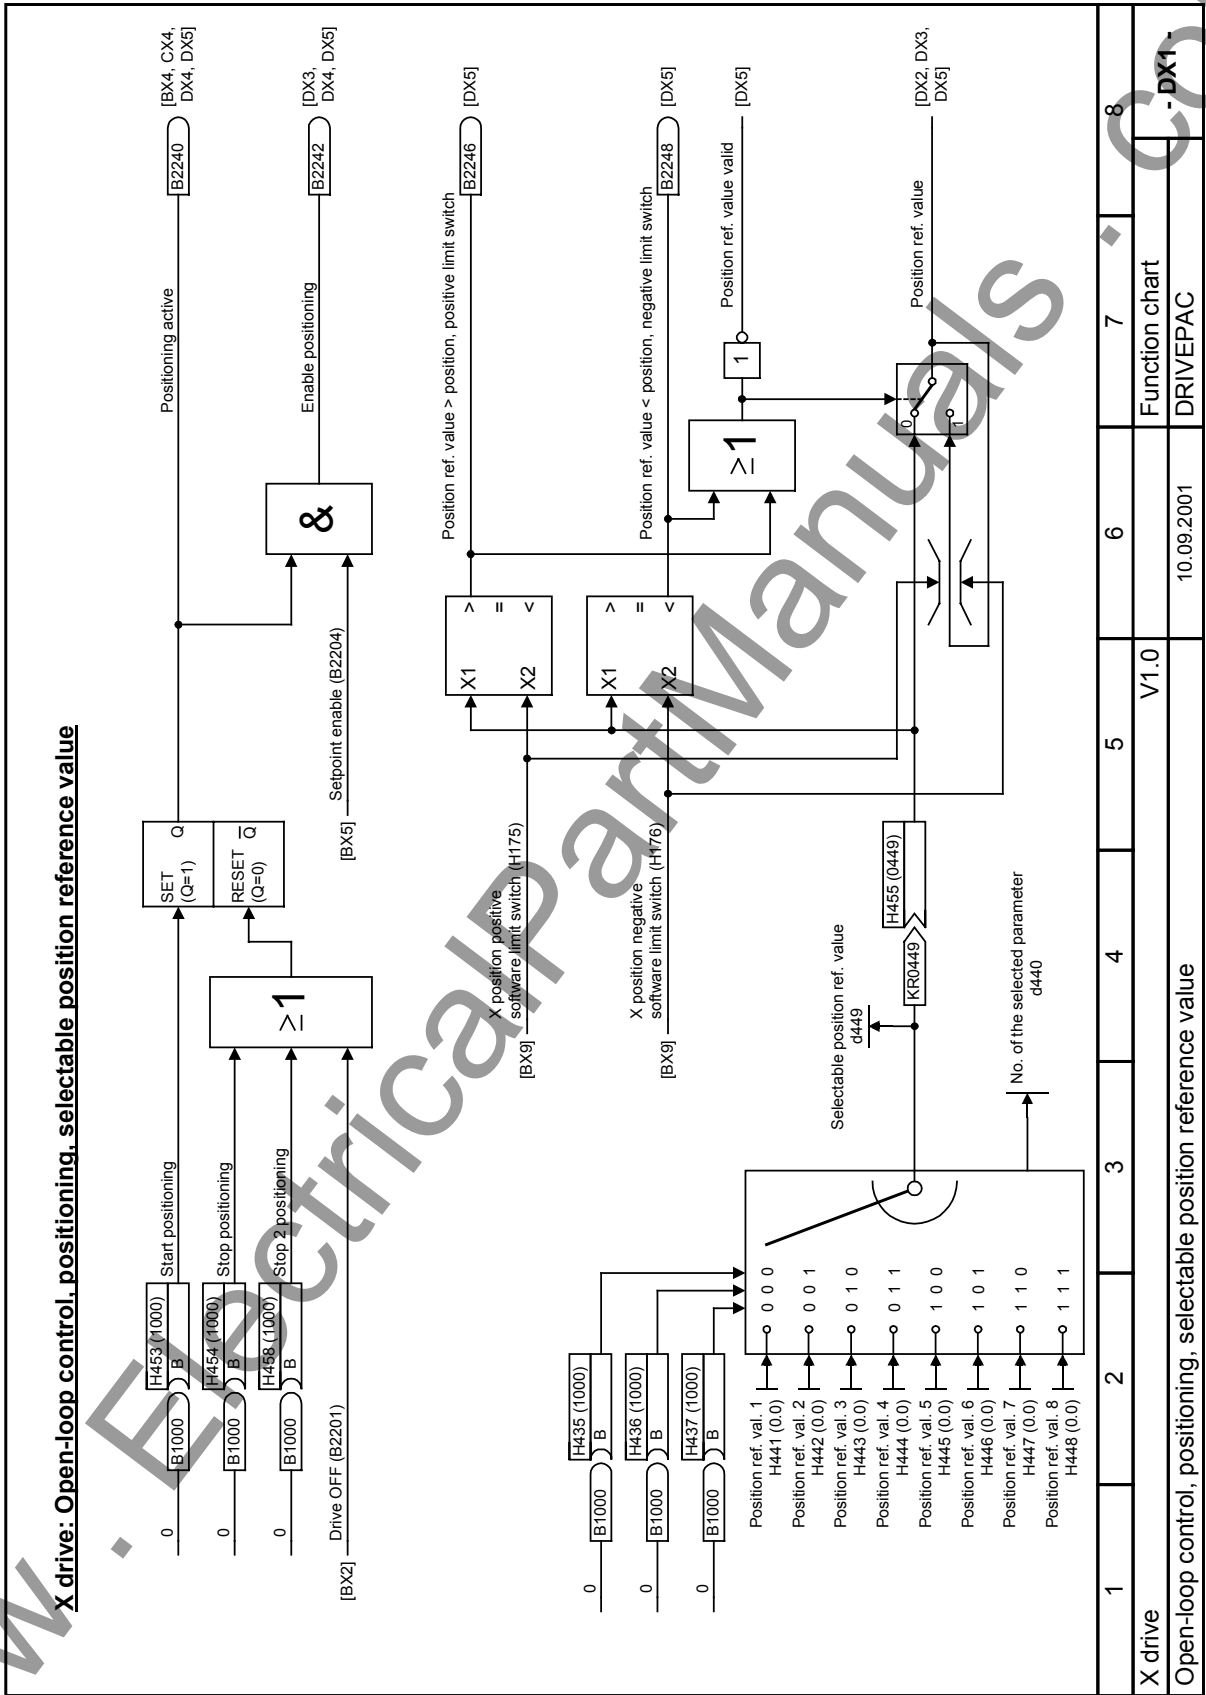 X drive: Open-loop control, positioning, selectable position reference value
0
B1000
H453 (1000)
B
Start positioning
0
B1000
H454 (1000)
B
Stop positioning
0
B1000
H458 (1000)
B
Stop 2 positioning
[BX2]
Drive OFF (B2201)
≥1
SET
(Q=1)
Q
RESET
(Q=0)
Q
Positioning active
B2240
[BX4, CX4,
DX4, DX5]
[BX5]
Setpoint enable (B2204)
&
Enable positioning
B2242
[DX3,
DX4, DX5]
X position positive
software limit switch (H175)
[BX9]
X1
X2
>
=
<
Position ref. value > position, positive limit switch
B2246
[DX5]
X position negative
software limit switch (H176)
[BX9]
X1
X2
>
=
<
Position ref. value < position, negative limit switch
B2248
[DX5]
≥1
1
Position ref. value valid
[DX5]
0
1
Position ref. value
[DX2, DX3,
DX5]
0
B1000
H435 (1000)
B
0
B1000
H436 (1000)
B
0
B1000
H437 (1000)
B
Position ref. val. 1
H441 (0.0)
0 0 0
Position ref. val. 2
H442 (0.0)
0 0 1
Position ref. val. 3
H443 (0.0)
0 1 0
Position ref. val. 4
H444 (0.0)
0 1 1
Position ref. val. 5
H445 (0.0)
1 0 0
Position ref. val. 6
H446 (0.0)
1 0 1
Position ref. val. 7
H447 (0.0)
1 1 0
Position ref. val. 8
H448 (0.0)
1 1 1
Selectable position ref. value
d449
KR0449
H455 (0449)
No. of the selected parameter
d440
1 2 3 4 5 6 7 8
X drive
V1.0
Function chart
- DX1 -
Open-loop control, positioning, selectable position reference value
10.09.2001
DRIVEPAC
w . ElectricalPartManuals . co